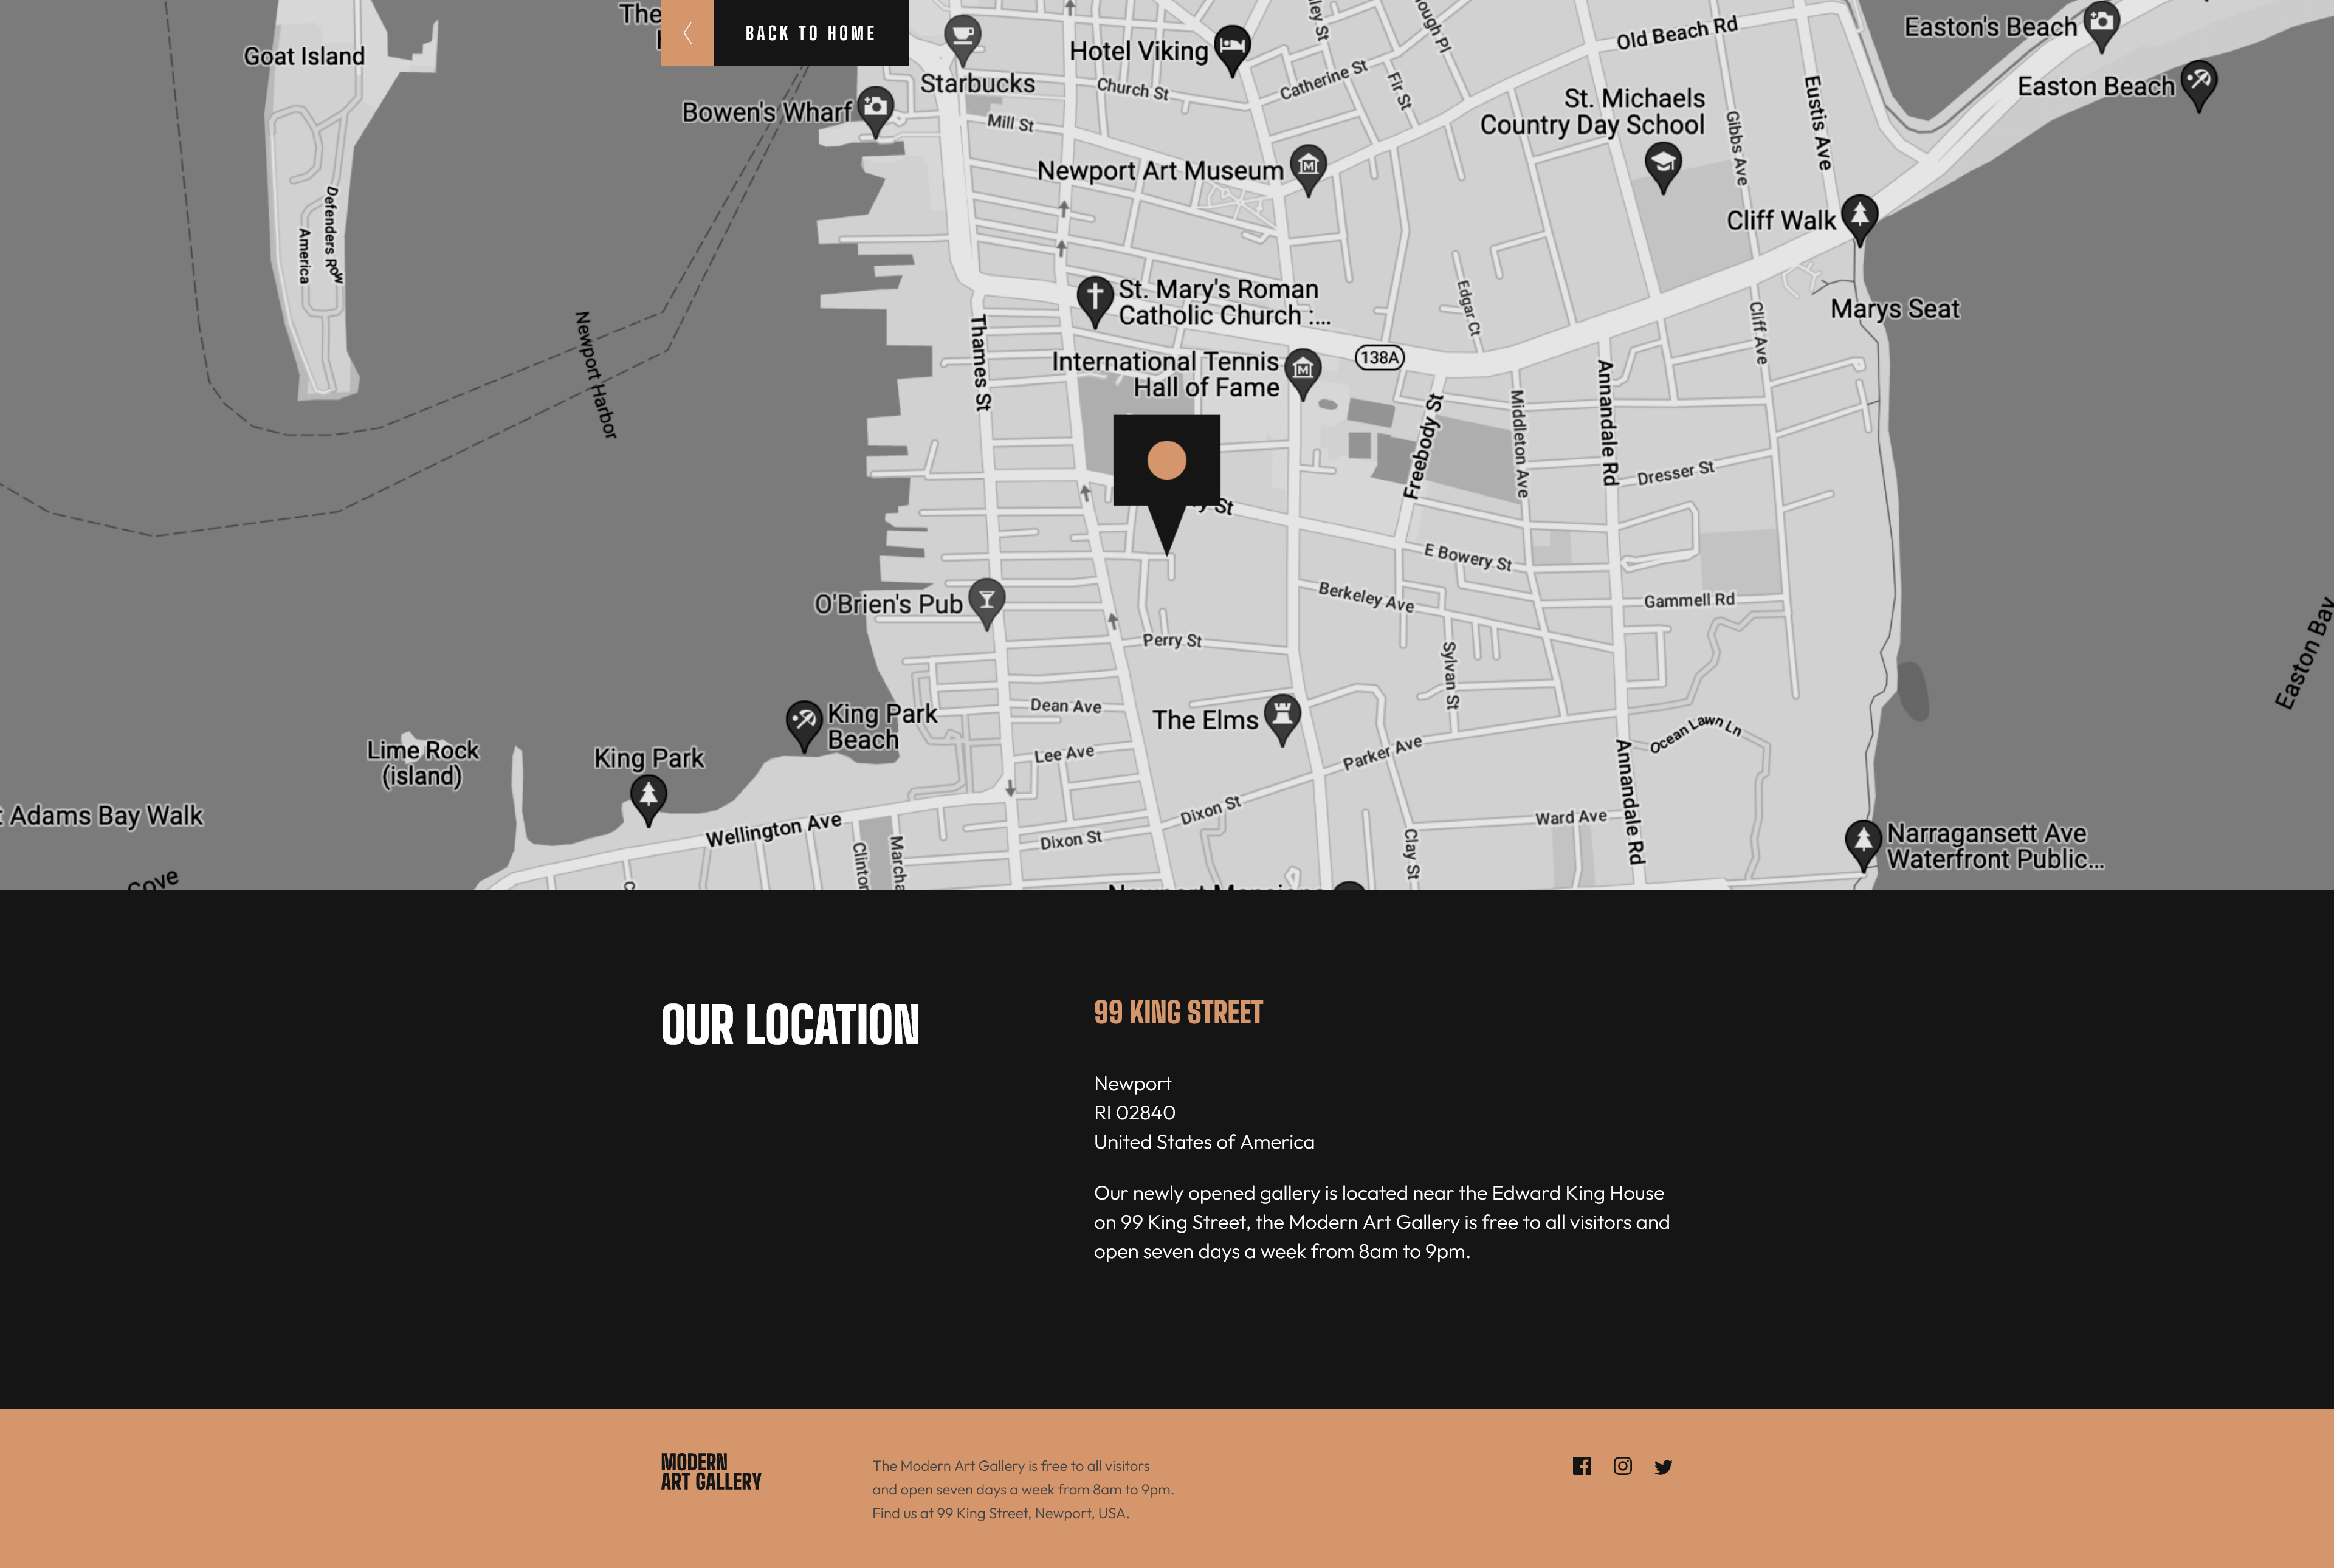 The
BACK TO HOME
Goat Island
Starbucks
Hotel Viking
Church St
Catherine St
Fir St
Old Beach Rd
Easton's Beach
Easton Beach
Bowen's Wharf
Mill St
St. Michaels
Country Day School
Gibbs Ave
Eustis Ave
Newport Art Museum
Cliff Walk
Defenders Row
America
Newport Harbor
St. Mary's Roman
Catholic Church :...
Edgar Ct
Cliff Ave
Marys Seat
Thames St
International Tennis
Hall of Fame
138A
Freebody St
Middleton Ave
Annandale Rd
Dresser St
y St
E Bowery St
O'Brien's Pub
Berkeley Ave
Gammell Rd
Perry St
Sylvan St
Easton Bay
King Park
Beach
Dean Ave
The Elms
Lime Rock
(island)
King Park
Lee Ave
Parker Ave
Ocean Lawn Ln
Annandale Rd
Adams Bay Walk
Wellington Ave
Dixon St
Dixon St
Ward Ave
Clinton
Marcha
Clay St
Narragansett Ave
Waterfront Public...
Cove
Newport Mansions
OUR LOCATION
99 KING STREET
Newport
RI 02840
United States of America
Our newly opened gallery is located near the Edward King House
on 99 King Street, the Modern Art Gallery is free to all visitors and
open seven days a week from 8am to 9pm.
MODERN
ART GALLERY
The Modern Art Gallery is free to all visitors
and open seven days a week from 8am to 9pm.
Find us at 99 King Street, Newport, USA.